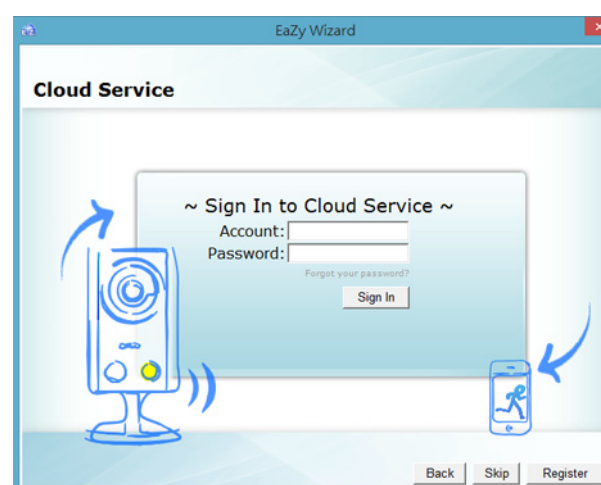 EaZy Wizard
Cloud Service
~ Sign In to Cloud Service ~
Account:
Password:
Forgot your password?
Sign In
Back Skip Register